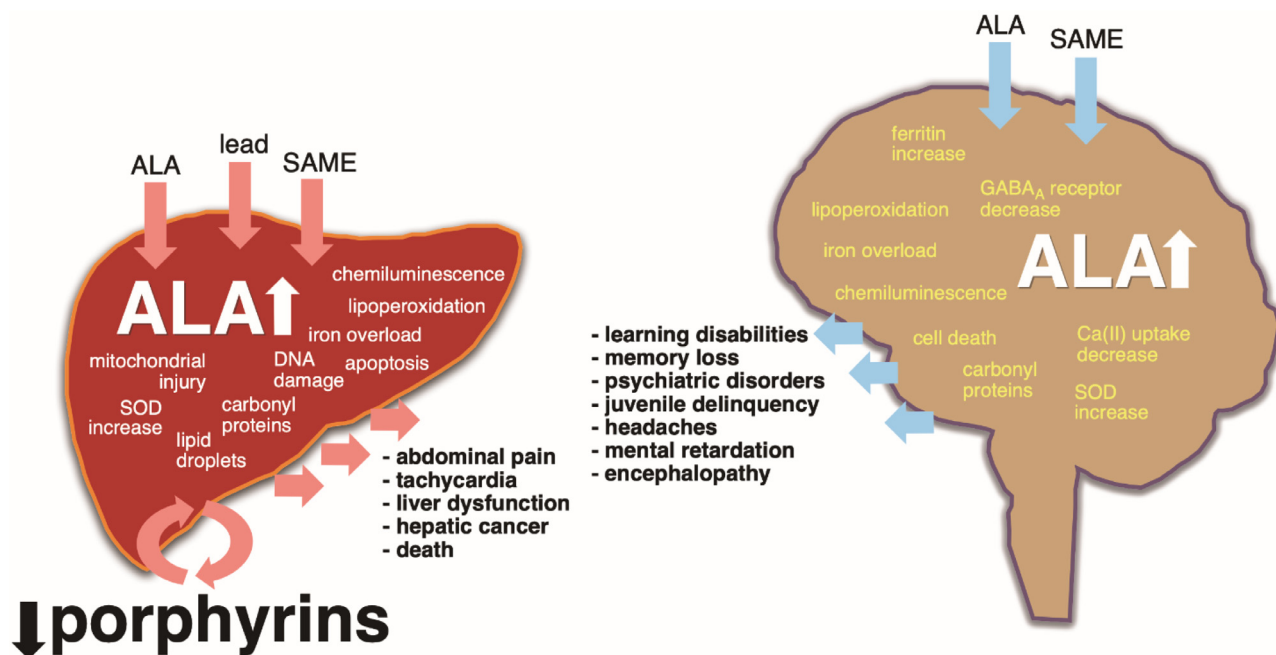 ALA
lead
SAME
ALA
chemiluminescence
lipoperoxidation
iron overload
mitochondrial
injury
DNA
damage
apoptosis
SOD
increase
carbonyl
proteins
lipid
droplets
- abdominal pain
- tachycardia
- liver dysfunction
- hepatic cancer
- death
porphyrins
ALA
SAME
ferritin
increase
GABAA receptor
decrease
lipoperoxidation
iron overload
ALA
chemiluminescence
cell death
Ca(II) uptake
decrease
carbonyl
proteins
SOD
increase
- learning disabilities
- memory loss
- psychiatric disorders
- juvenile delinquency
- headaches
- mental retardation
- encephalopathy